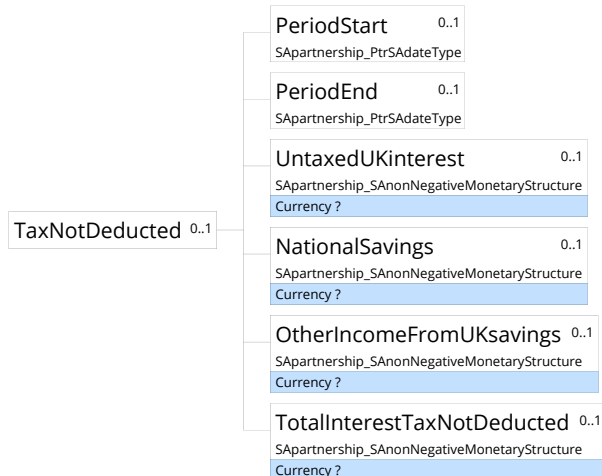 PeriodStart 0..1
SApartnership_PtrSAdateType
PeriodEnd 0..1
SApartnership_PtrSAdateType
UntaxedUKinterest 0..1
SApartnership_SAnonNegativeMonetaryStructure
Currency ?
TaxNotDeducted 0..1
NationalSavings 0..1
SApartnership_SAnonNegativeMonetaryStructure
Currency ?
OtherIncomeFromUKsavings 0..1
SApartnership_SAnonNegativeMonetaryStructure
Currency ?
TotalInterestTaxNotDeducted 0..1
SApartnership_SAnonNegativeMonetaryStructure
Currency ?